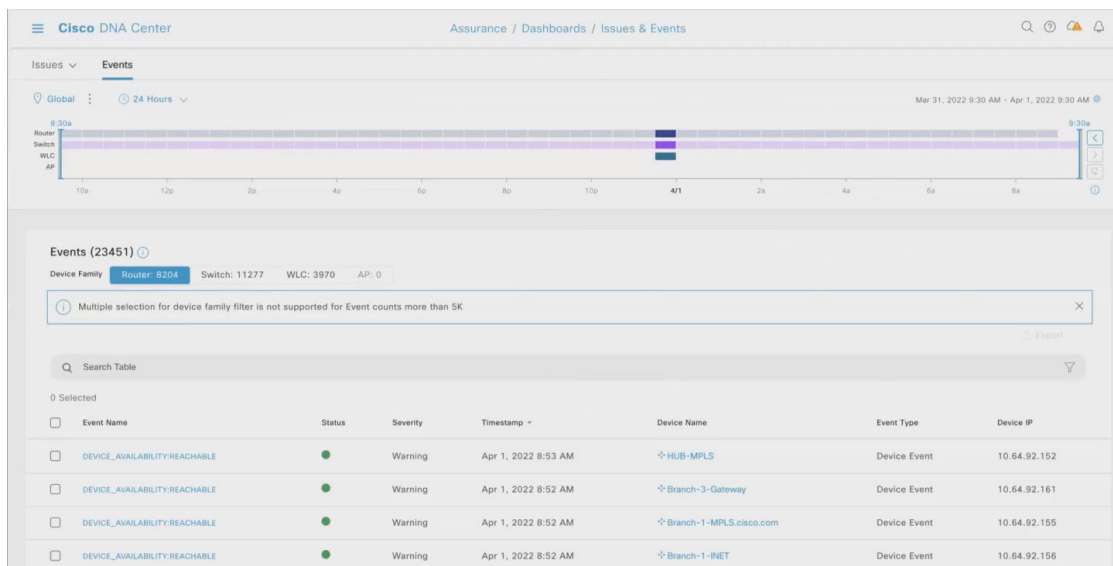 Cisco DNA Center
Assurance / Dashboards / Issues & Events
Issues
Events
Global
24 Hours
Mar 31, 2022 9:30 AM - Apr 1, 2022 9:30 AM
9:30a 9:30a
Router
Switch
WLC
AP
10a 12p 2p 4p 6p 8p 10p 4/1 2a 4a 6a 8a
Events (23451)
Device Family Router: 8204 Switch: 11277 WLC: 3970 AP: 0
Multiple selection for device family filter is not supported for Event counts more than 5K
Export
Search Table
0 Selected
Event Name Status Severity Timestamp Device Name Event Type Device IP
DEVICE_AVAILABILITY:REACHABLE Warning Apr 1, 2022 8:53 AM HUB-MPLS Device Event 10.64.92.152
DEVICE_AVAILABILITY:REACHABLE Warning Apr 1, 2022 8:52 AM Branch-3-Gateway Device Event 10.64.92.161
DEVICE_AVAILABILITY:REACHABLE Warning Apr 1, 2022 8:52 AM Branch-1-MPLS.cisco.com Device Event 10.64.92.155
DEVICE_AVAILABILITY:REACHABLE Warning Apr 1, 2022 8:52 AM Branch-1-INET Device Event 10.64.92.156